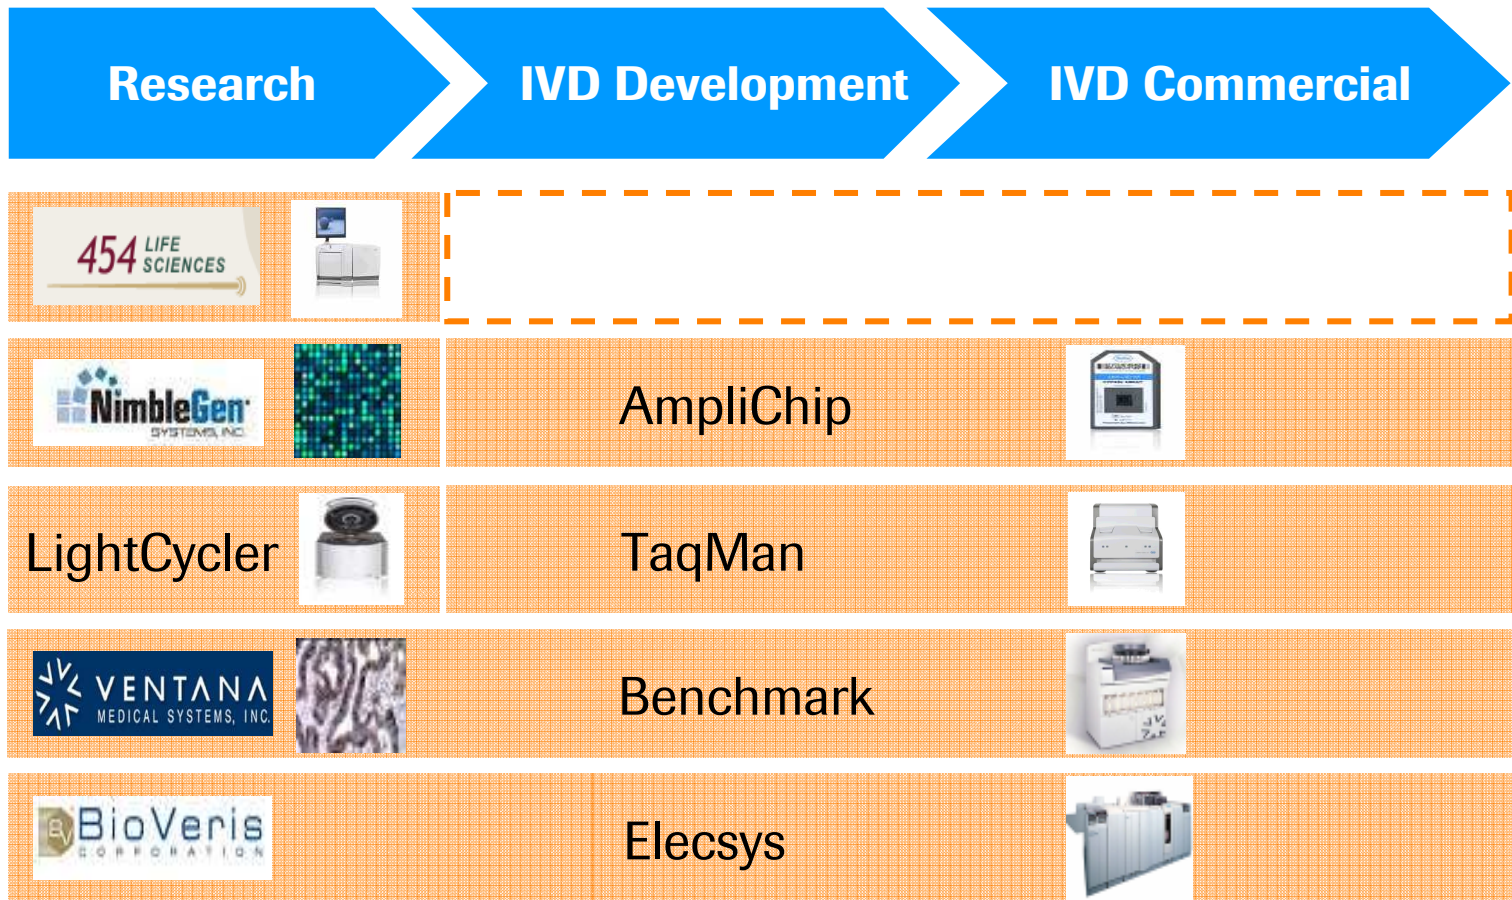 Research
IVD Development
IVD Commercial
454 LIFE
SCIENCES
NimbleGen
SYSTEMS, INC.
AmpliChip
LightCycler
TaqMan
VENTANA
MEDICAL SYSTEMS, INC.
Benchmark
BV
BioVeris
CORPORATION
Elecsys